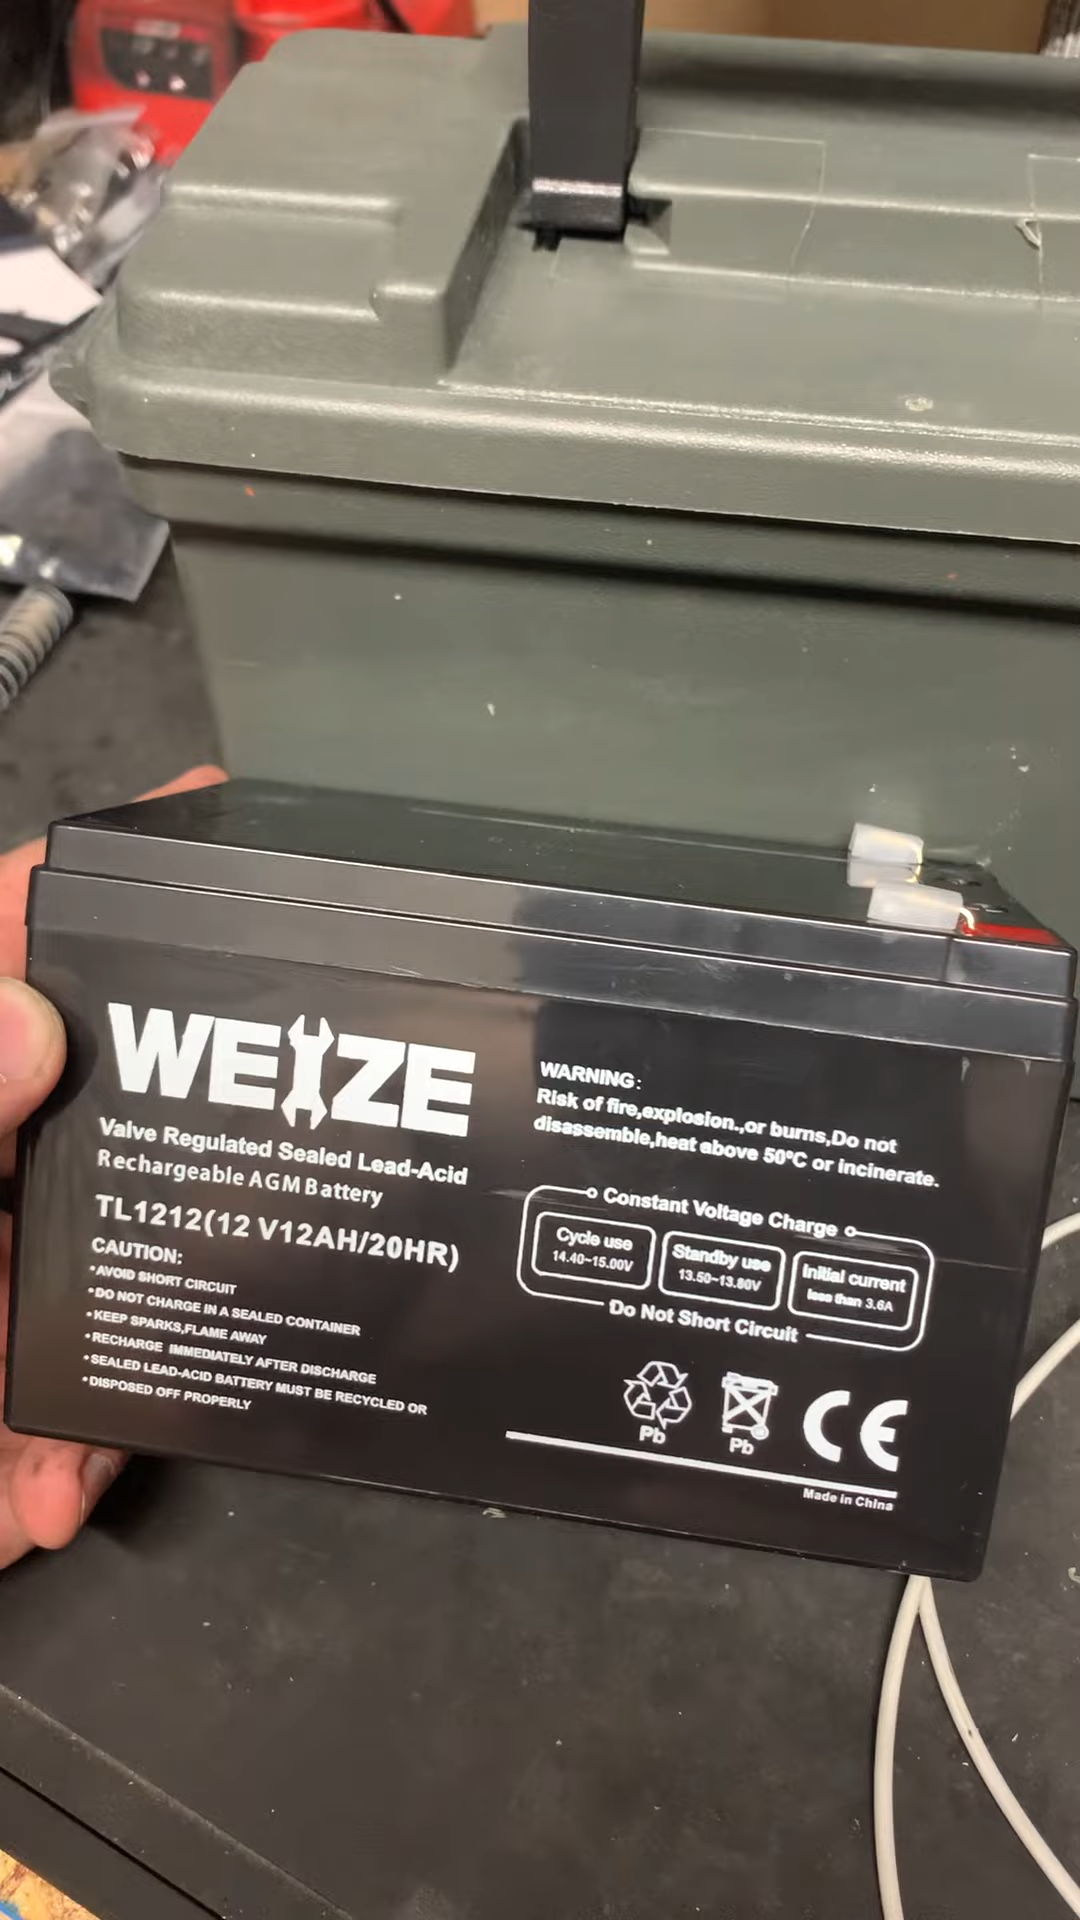 WEIZE
Valve Regulated Sealed Lead-Acid
Rechargeable AGM Battery
TL1212(12 V12AH/20HR)
CAUTION:
•AVOID SHORT CIRCUIT
•DO NOT CHARGE IN A SEALED CONTAINER
•KEEP SPARKS,FLAME AWAY
•RECHARGE IMMEDIATELY AFTER DISCHARGE
•SEALED LEAD-ACID BATTERY MUST BE RECYCLED OR
•DISPOSED OFF PROPERLY
WARNING:
Risk of fire,explosion.,or burns,Do not
disassemble,heat above 50°C or incinerate.
Constant Voltage Charge
Cycle use
14.40~15.00V
Standby use
13.50~13.80V
Initial current
less than 3.6A
Do Not Short Circuit
Pb
Pb
CE
Made in China